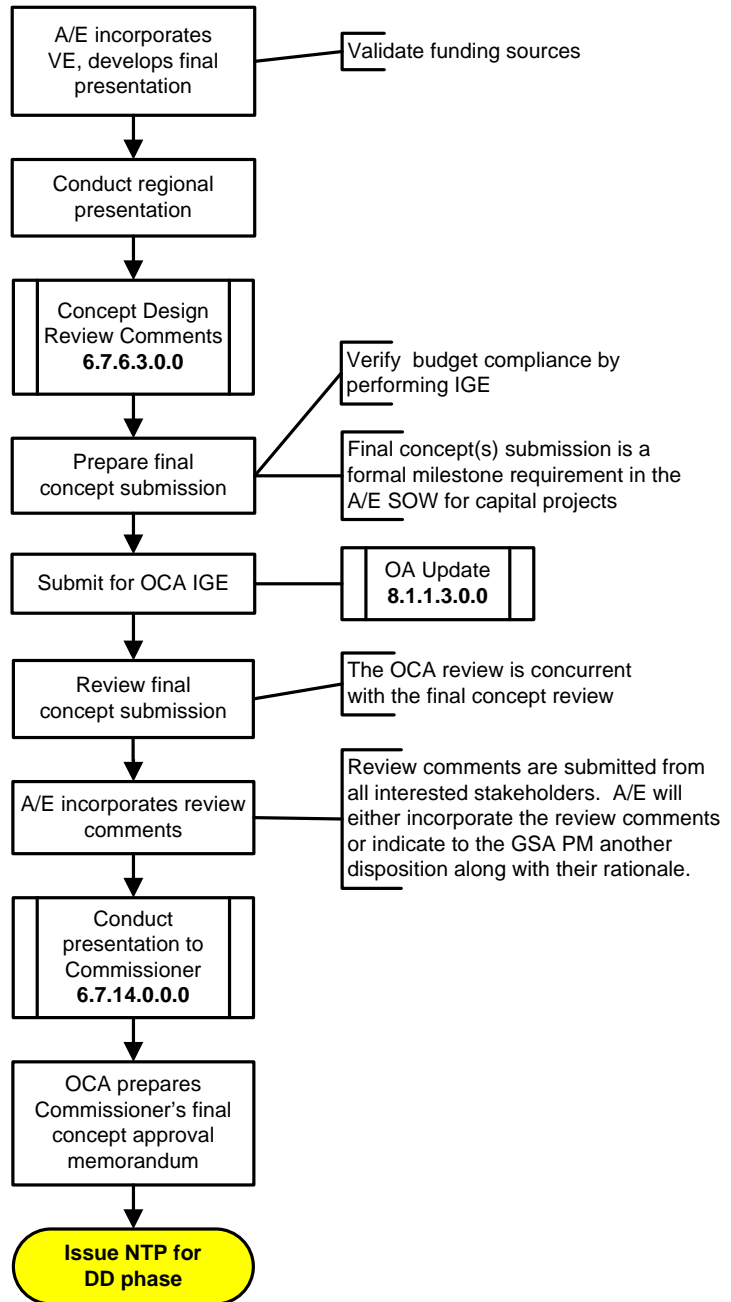 A/E incorporates
VE, develops final
presentation
Validate funding sources
Conduct regional
presentation
Concept Design
Review Comments
6.7.6.3.0.0
Verify budget compliance by
performing IGE
Prepare final
concept submission
Final concept(s) submission is a
formal milestone requirement in the
A/E SOW for capital projects
Submit for OCA IGE
OA Update
8.1.1.3.0.0
Review final
concept submission
The OCA review is concurrent
with the final concept review
A/E incorporates review
comments
Review comments are submitted from
all interested stakeholders.  A/E will
either incorporate the review comments
or indicate to the GSA PM another
disposition along with their rationale.
Conduct
presentation to
Commissioner
6.7.14.0.0.0
OCA prepares
Commissioner's final
concept approval
memorandum
Issue NTP for
DD phase